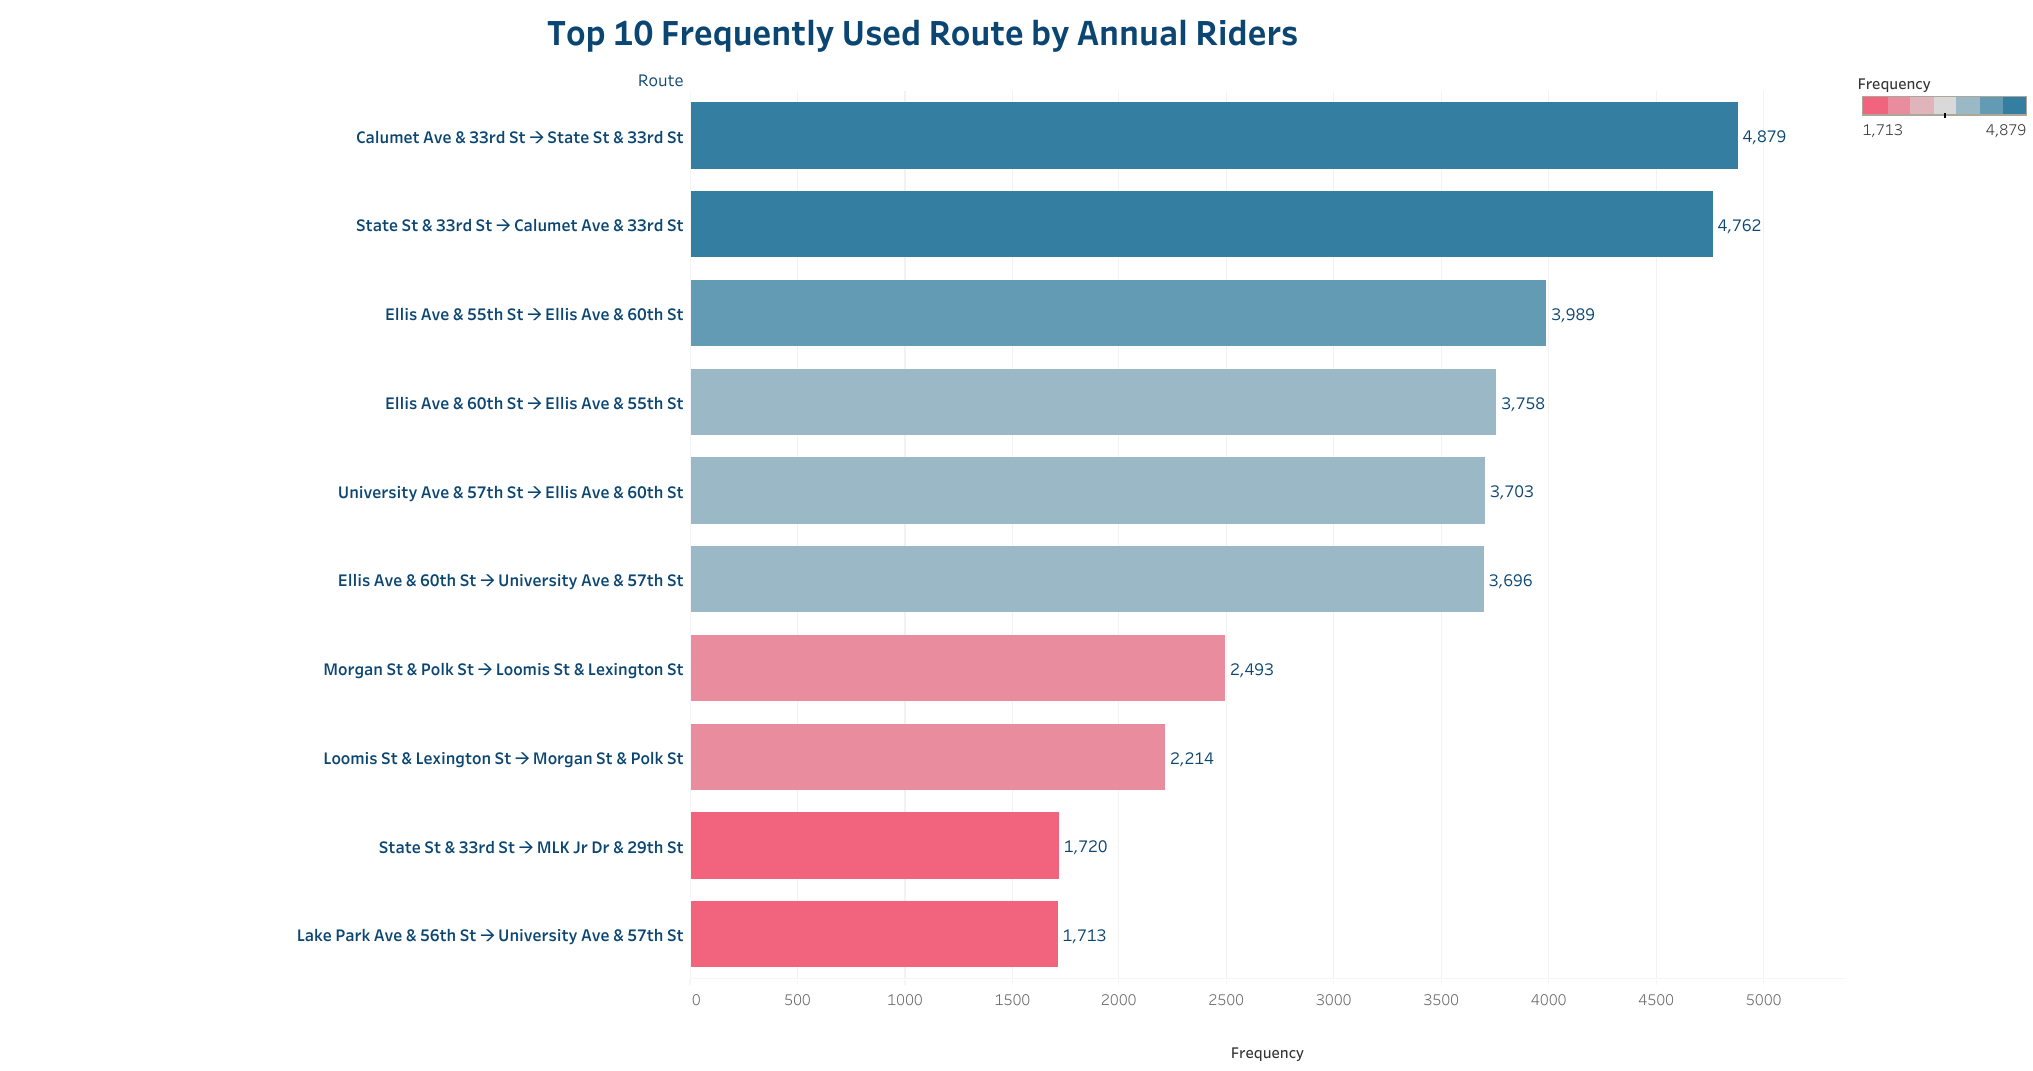 Top 10 Frequently Used Route by Annual Riders
Route
Frequency
1,713 4,879
Calumet Ave & 33rd St → State St & 33rd St 4,879
State St & 33rd St → Calumet Ave & 33rd St 4,762
Ellis Ave & 55th St → Ellis Ave & 60th St 3,989
Ellis Ave & 60th St → Ellis Ave & 55th St 3,758
University Ave & 57th St → Ellis Ave & 60th St 3,703
Ellis Ave & 60th St → University Ave & 57th St 3,696
Morgan St & Polk St → Loomis St & Lexington St 2,493
Loomis St & Lexington St → Morgan St & Polk St 2,214
State St & 33rd St → MLK Jr Dr & 29th St 1,720
Lake Park Ave & 56th St → University Ave & 57th St 1,713
0 500 1000 1500 2000 2500 3000 3500 4000 4500 5000
Frequency